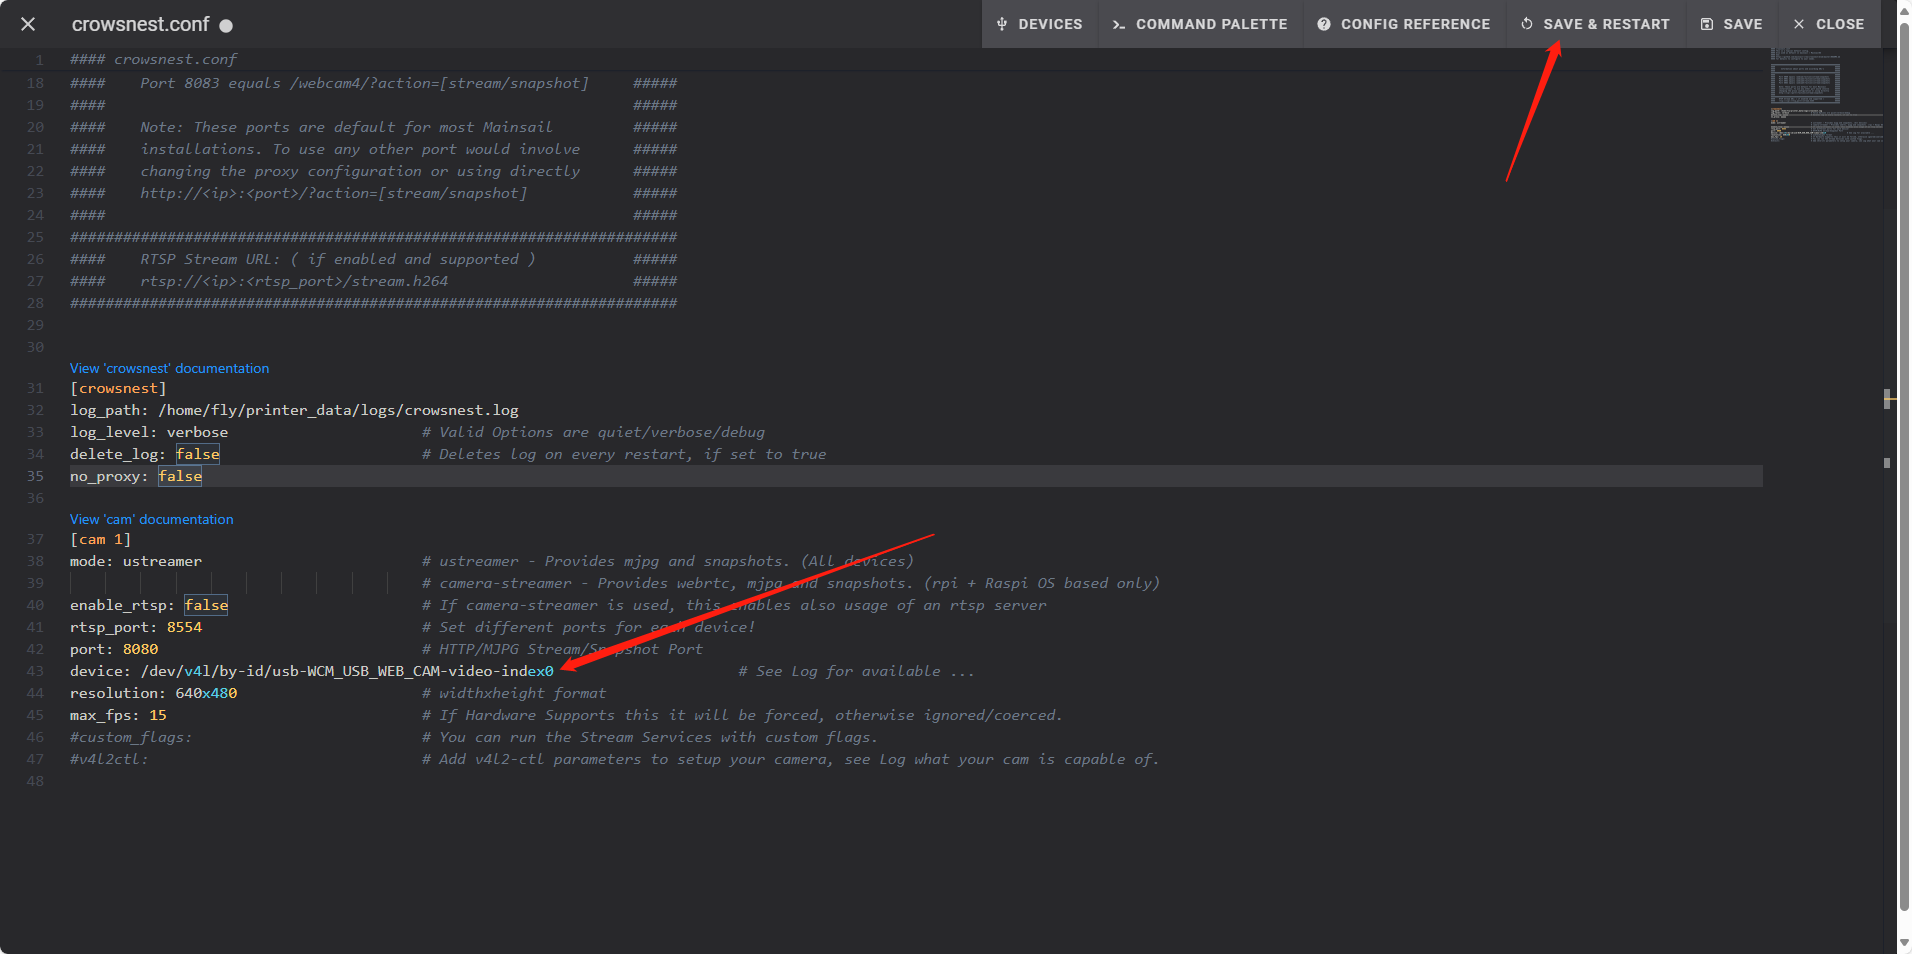 crowsnest.conf
DEVICES
COMMAND PALETTE
CONFIG REFERENCE
SAVE & RESTART
SAVE
CLOSE
1 #### crowsnest.conf
18 #### Port 8083 equals /webcam4/?action=[stream/snapshot] #####
19 #### #####
20 #### Note: These ports are default for most Mainsail #####
21 #### installations. To use any other port would involve #####
22 #### changing the proxy configuration or using directly #####
23 #### http://<ip>:<port>/?action=[stream/snapshot] #####
24 #### #####
25 #####################################################################
26 #### RTSP Stream URL: ( if enabled and supported ) #####
27 #### rtsp://<ip>:<rtsp_port>/stream.h264 #####
28 #####################################################################
29
30
View 'crowsnest' documentation
31 [crowsnest]
32 log_path: /home/fly/printer_data/logs/crowsnest.log
33 log_level: verbose # Valid Options are quiet/verbose/debug
34 delete_log: false # Deletes log on every restart, if set to true
35 no_proxy: false
36
View 'cam' documentation
37 [cam 1]
38 mode: ustreamer # ustreamer - Provides mjpg and snapshots. (All devices)
39 # camera-streamer - Provides webrtc, mjpg and snapshots. (rpi + Raspi OS based only)
40 enable_rtsp: false # If camera-streamer is used, this enables also usage of an rtsp server
41 rtsp_port: 8554 # Set different ports for each device!
42 port: 8080 # HTTP/MJPG Stream/Snapshot Port
43 device: /dev/v4l/by-id/usb-WCM_USB_WEB_CAM-video-index0 # See Log for available ...
44 resolution: 640x480 # widthxheight format
45 max_fps: 15 # If Hardware Supports this it will be forced, otherwise ignored/coerced.
46 #custom_flags: # You can run the Stream Services with custom flags.
47 #v4l2ctl: # Add v4l2-ctl parameters to setup your camera, see Log what your cam is capable of.
48